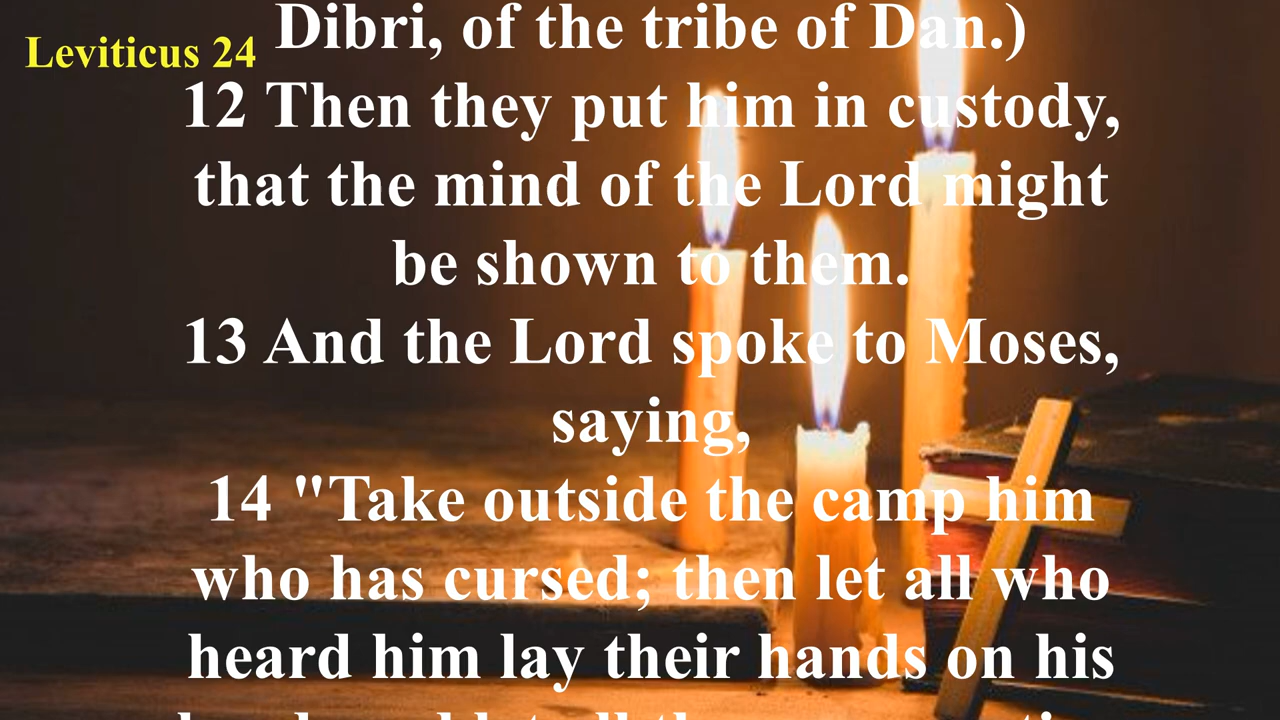 Leviticus 24
Dibri, of the tribe of Dan.)
12 Then they put him in custody,
that the mind of the Lord might
be shown to them.
13 And the Lord spoke to Moses,
saying,
14 "Take outside the camp him
who has cursed; then let all who
heard him lay their hands on his